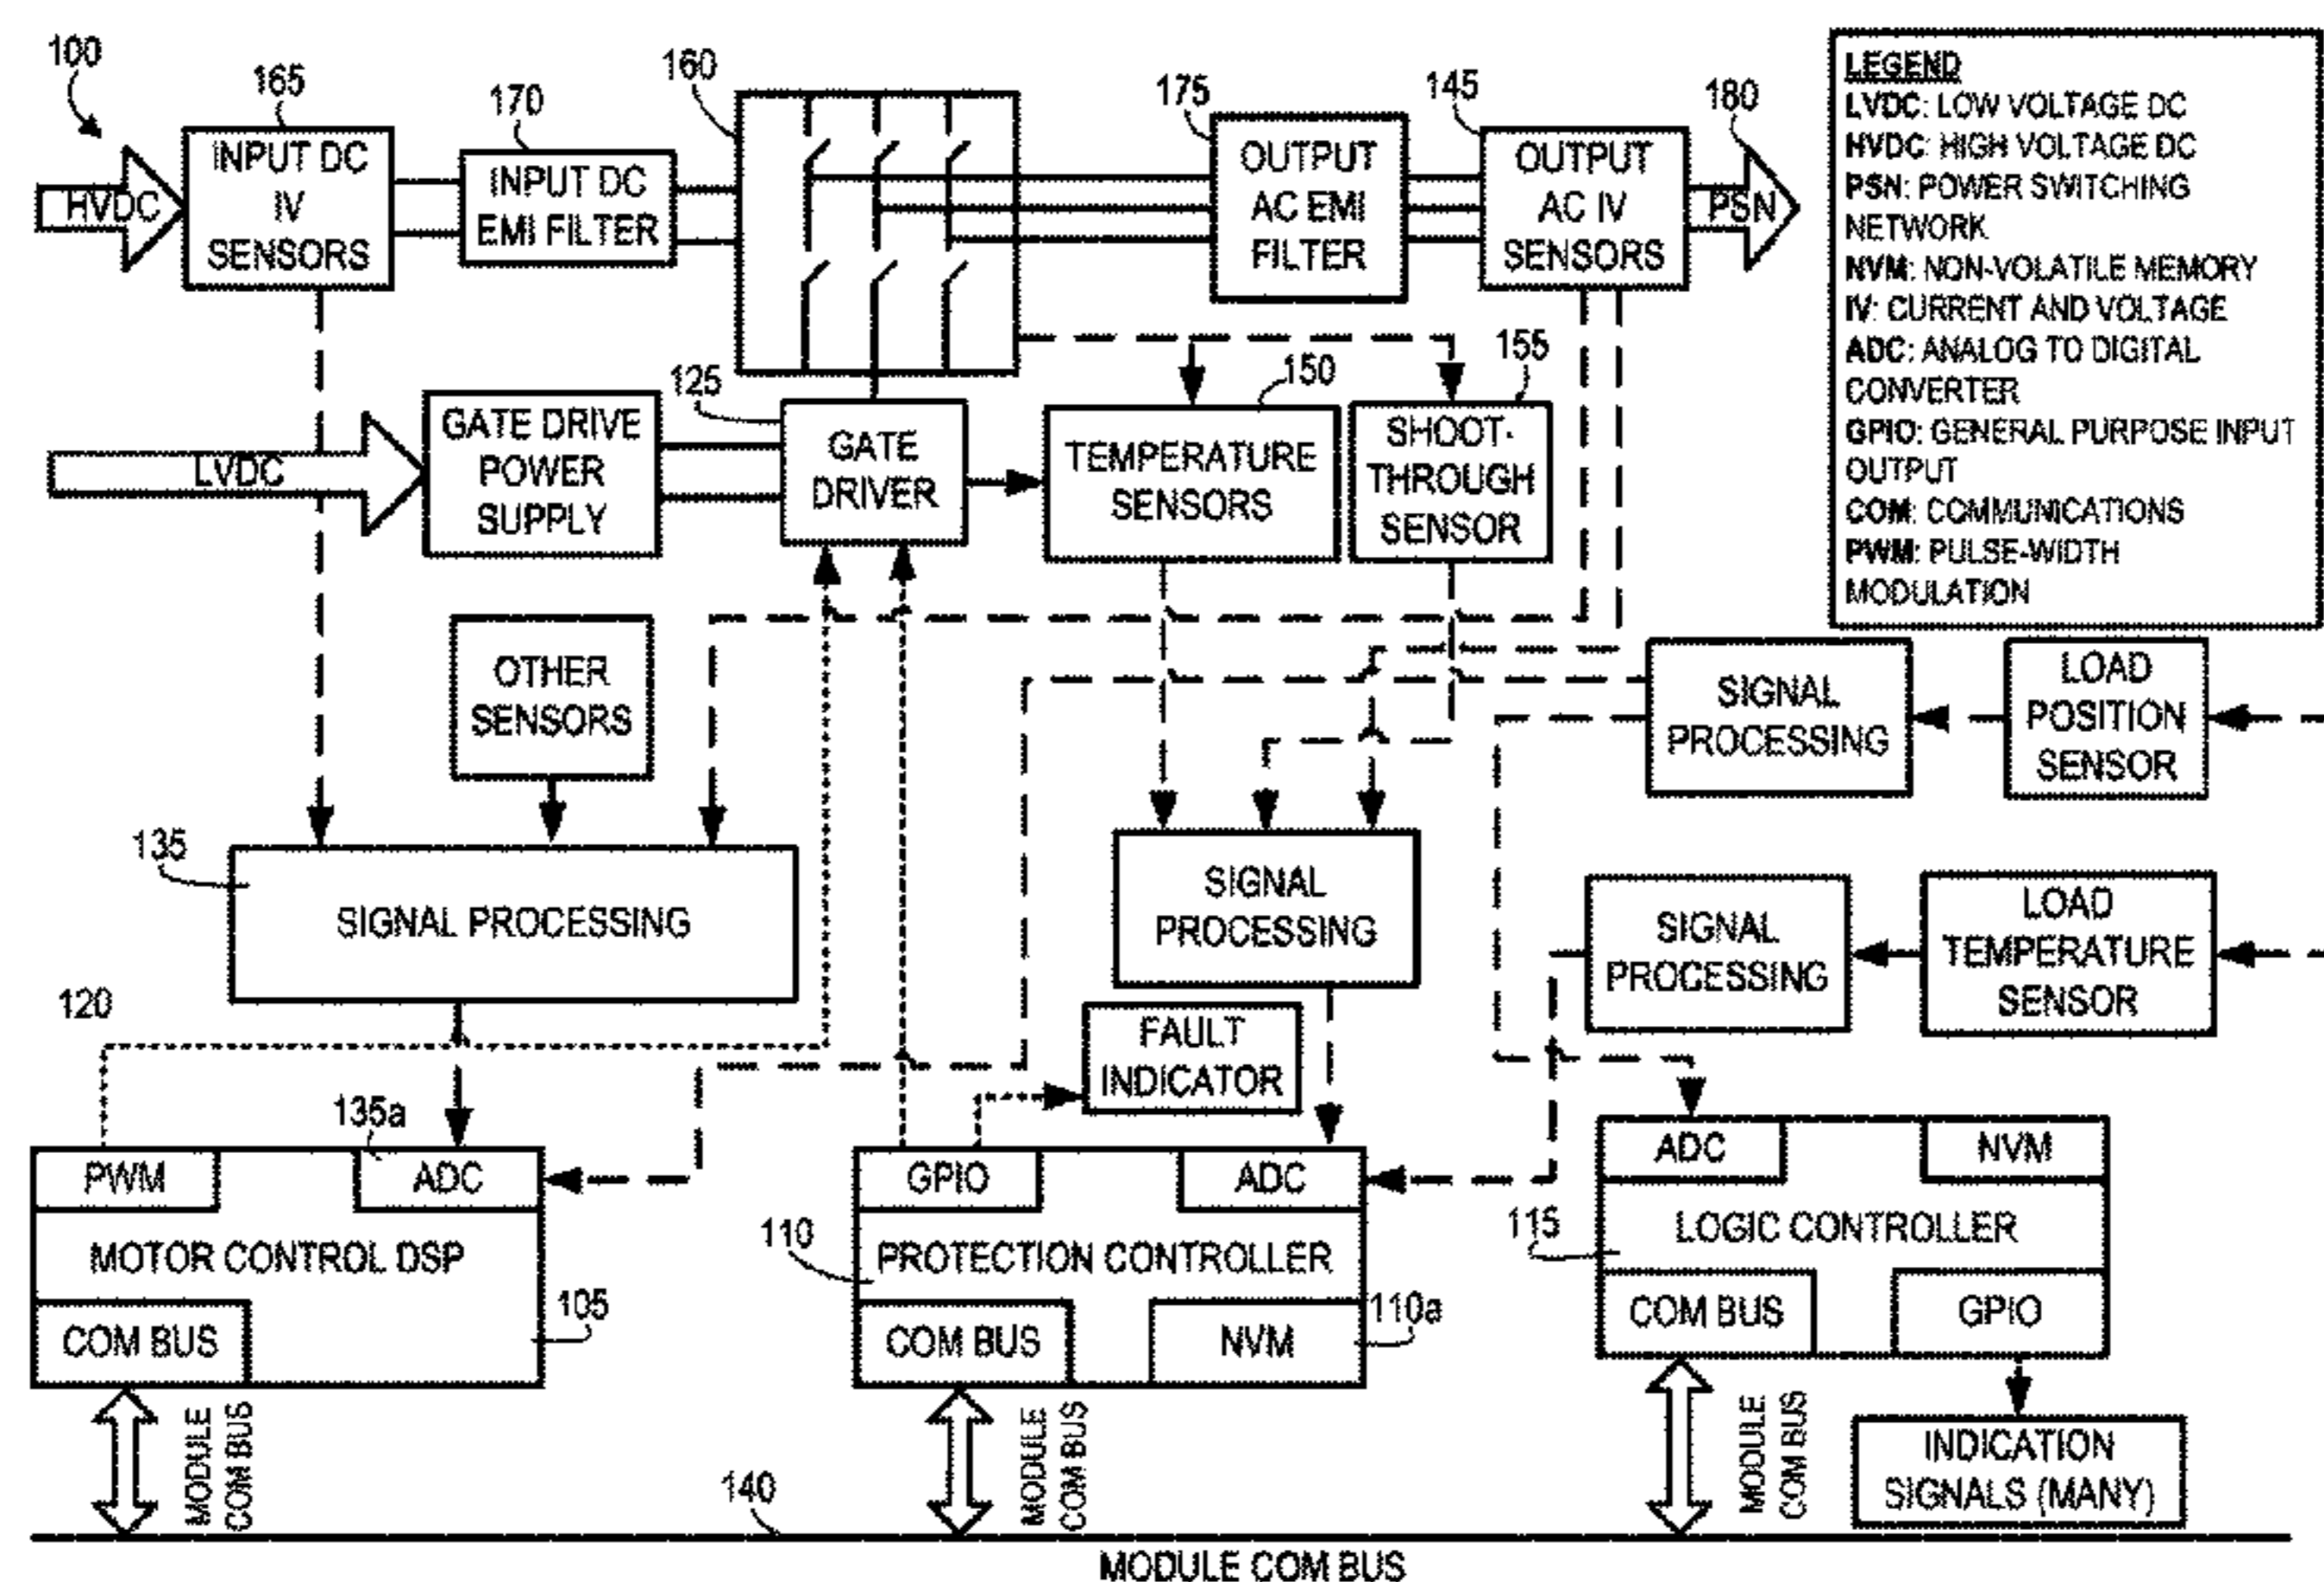 100
165
170
160
175
145
180
HVDC
INPUT DC
IV
SENSORS
INPUT DC
EMI FILTER
OUTPUT
AC EMI
FILTER
OUTPUT
AC IV
SENSORS
PSN
LEGEND
LVDC: LOW VOLTAGE DC
HVDC: HIGH VOLTAGE DC
PSN: POWER SWITCHING
NETWORK
NVM: NON-VOLATILE MEMORY
IV: CURRENT AND VOLTAGE
ADC: ANALOG TO DIGITAL
CONVERTER
GPIO: GENERAL PURPOSE INPUT
OUTPUT
COM: COMMUNICATIONS
PWM: PULSE-WIDTH
MODULATION
125
150
155
LVDC
GATE DRIVE
POWER
SUPPLY
GATE
DRIVER
TEMPERATURE
SENSORS
SHOOT-
THROUGH
SENSOR
OTHER
SENSORS
SIGNAL
PROCESSING
LOAD
POSITION
SENSOR
135
SIGNAL PROCESSING
SIGNAL
PROCESSING
SIGNAL
PROCESSING
LOAD
TEMPERATURE
SENSOR
120
FAULT
INDICATOR
135a
PWM
ADC
MOTOR CONTROL DSP
COM BUS
105
GPIO
ADC
110
PROTECTION CONTROLLER
COM BUS
NVM
110a
ADC
NVM
115
LOGIC CONTROLLER
COM BUS
GPIO
MODULE
COM BUS
MODULE
COM BUS
MODULE
COM BUS
INDICATION
SIGNALS (MANY)
140
MODULE COM BUS